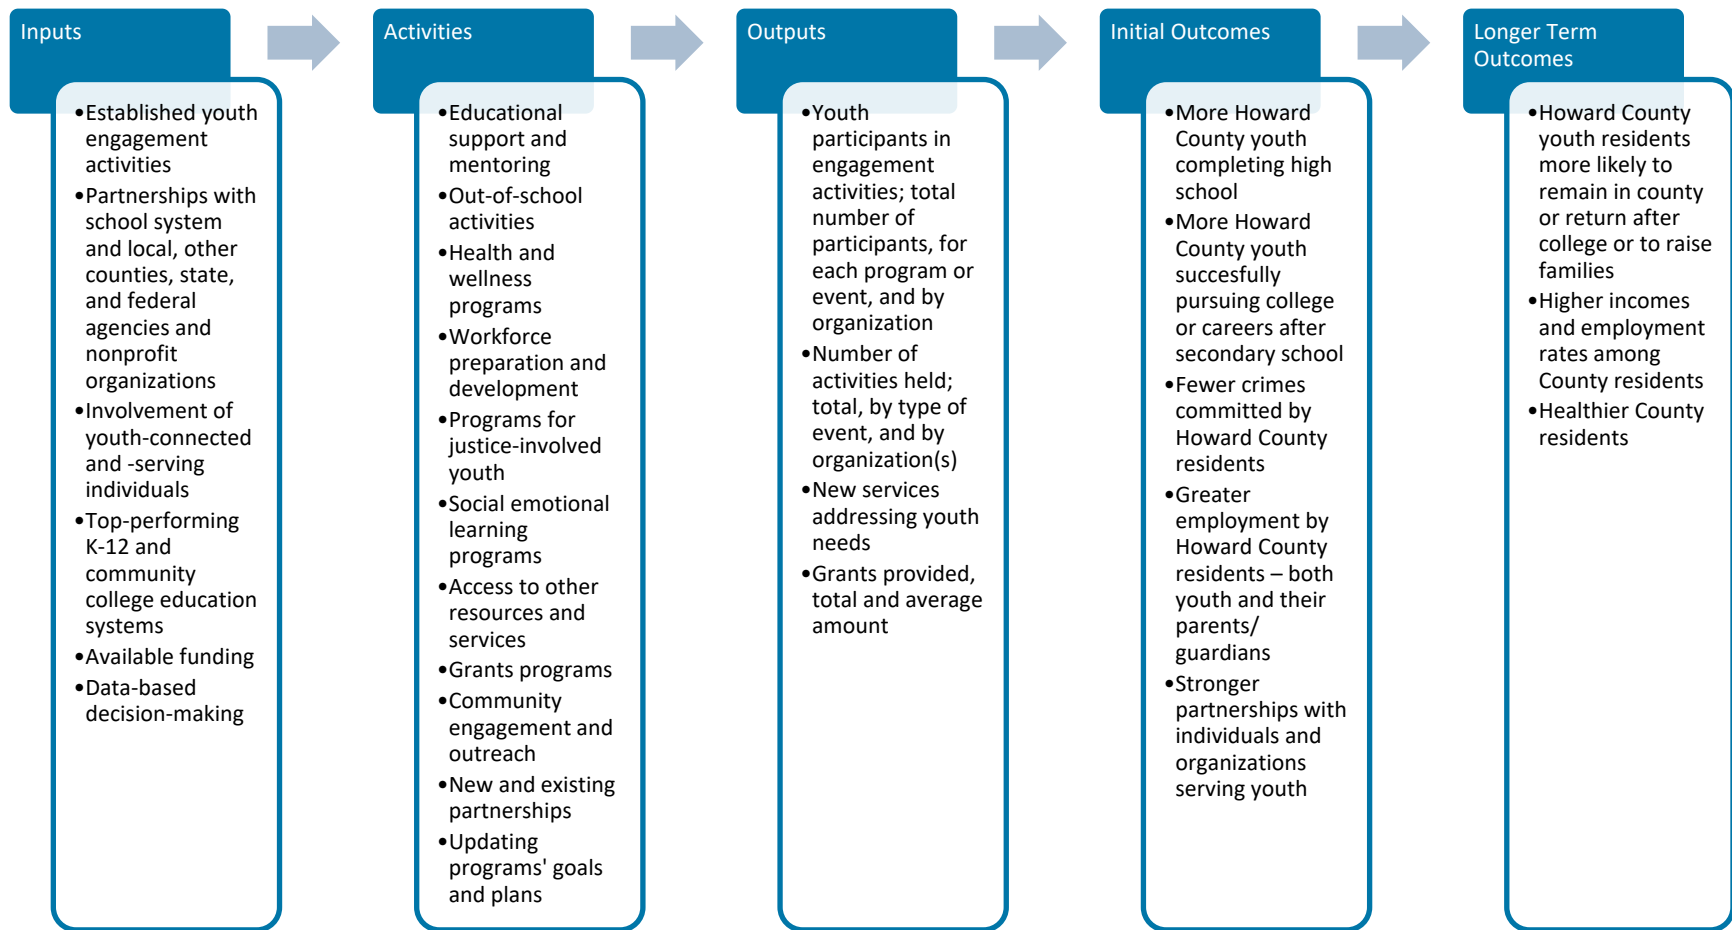 Inputs
•Established youth
engagement
activities
•Partnerships with
school system
and local, other
counties, state,
and federal
agencies and
nonprofit
organizations
•Involvement of
youth-connected
and -serving
individuals
•Top-performing
K-12 and
community
college education
systems
•Available funding
•Data-based
decision-making
Activities
•Educational
support and
mentoring
•Out-of-school
activities
•Health and
wellness
programs
•Workforce
preparation and
development
•Programs for
justice-involved
youth
•Social emotional
learning
programs
•Access to other
resources and
services
•Grants programs
•Community
engagement and
outreach
•New and existing
partnerships
•Updating
programs' goals
and plans
Outputs
•Youth
participants in
engagement
activities; total
number of
participants, for
each program or
event, and by
organization
•Number of
activities held;
total, by type of
event, and by
organization(s)
•New services
addressing youth
needs
•Grants provided,
total and average
amount
Initial Outcomes
•More Howard
County youth
completing high
school
•More Howard
County youth
succesfully
pursuing college
or careers after
secondary school
•Fewer crimes
committed by
Howard County
residents
•Greater
employment by
Howard County
residents – both
youth and their
parents/
guardians
•Stronger
partnerships with
individuals and
organizations
serving youth
Longer Term
Outcomes
•Howard County
youth residents
more likely to
remain in county
or return after
college or to raise
families
•Higher incomes
and employment
rates among
County residents
•Healthier County
residents